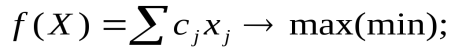 f(X) = ∑ c_j x_j → max(min);